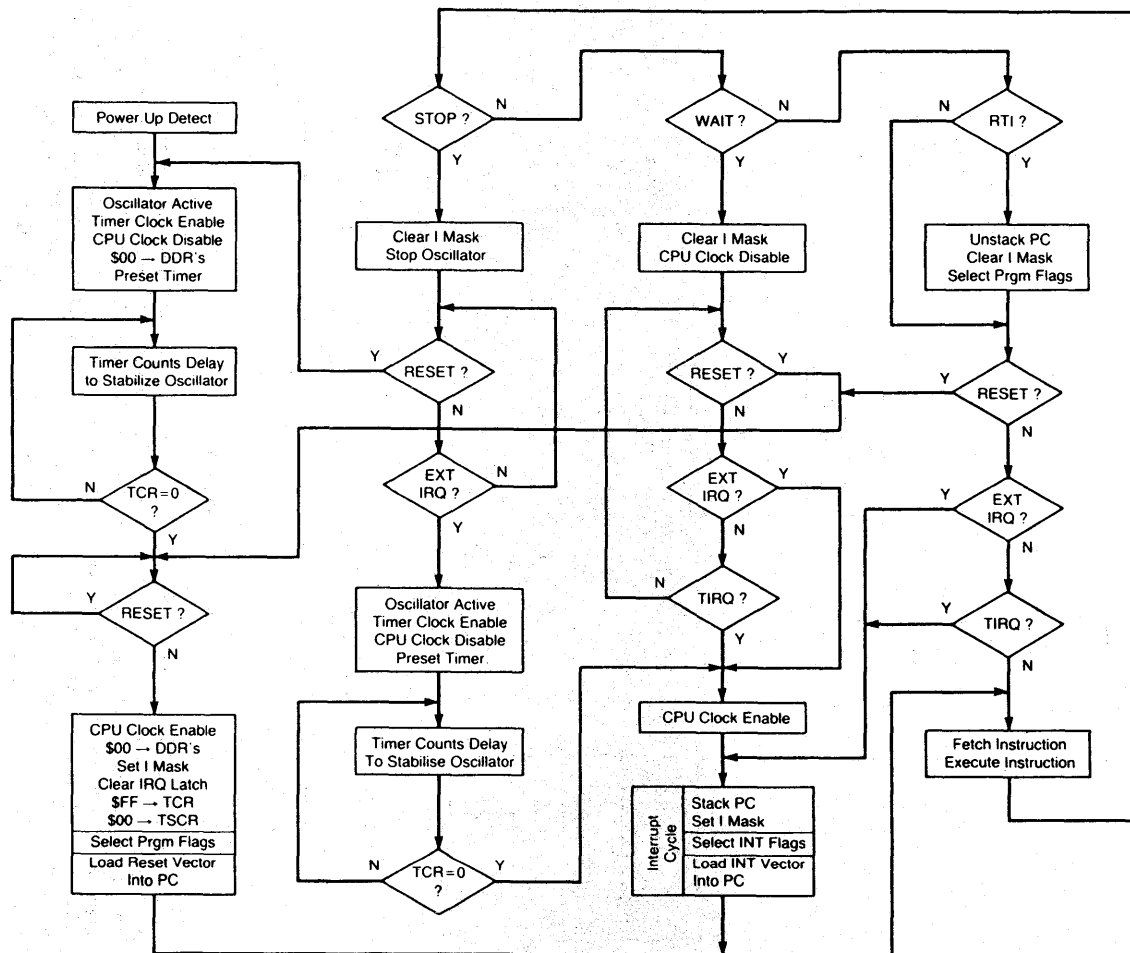 Power Up Detect
Oscillator Active
Timer Clock Enable
CPU Clock Disable
$00 → DDR's
Preset Timer
Timer Counts Delay
to Stabilize Oscillator
N
TCR = 0
?
Y
Y
RESET ?
N
CPU Clock Enable
$00 → DDR's
Set I Mask
Clear IRQ Latch
$FF → TCR
$00 → TSCR
Select Prgm Flags
Load Reset Vector
Into PC
STOP ?
N
Y
Clear I Mask
Stop Oscillator
Y
RESET ?
N
EXT
IRQ ?
N
Y
Oscillator Active
Timer Clock Enable
CPU Clock Disable
Preset Timer
Timer Counts Delay
To Stabilise Oscillator
N
TCR = 0
?
Y
WAIT ?
N
Y
Clear I Mask
CPU Clock Disable
RESET ?
Y
N
EXT
IRQ ?
Y
N
N
TIRQ ?
Y
CPU Clock Enable
Interrupt
Cycle
Stack PC
Set I Mask
Select INT Flags
Load INT Vector
Into PC
N
RTI ?
Y
Unstack PC
Clear I Mask
Select Prgm Flags
Y
RESET ?
N
Y
EXT
IRQ ?
N
Y
TIRQ ?
N
Fetch Instruction
Execute Instruction